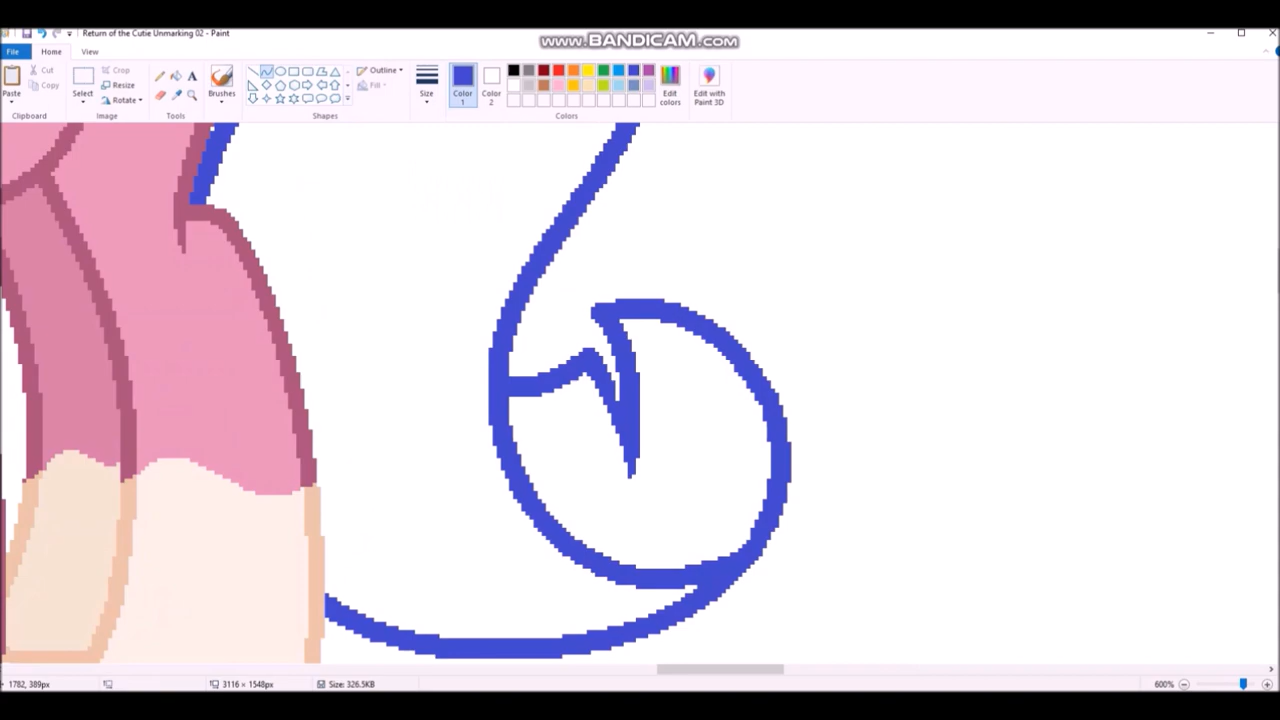 Return of the Cutie Unmarking 02 - Paint
www.BANDICAM.com
File
Home
View
Paste
Cut
Copy
Clipboard
Select
Crop
Resize
Rotate
Image
A
Tools
Brushes
Outline
Fill
Shapes
Size
Color
1
Color
2
Edit
colors
Colors
Edit with
Paint 3D
1782, 389px
3116 × 1548px
Size: 326.5KB
600%